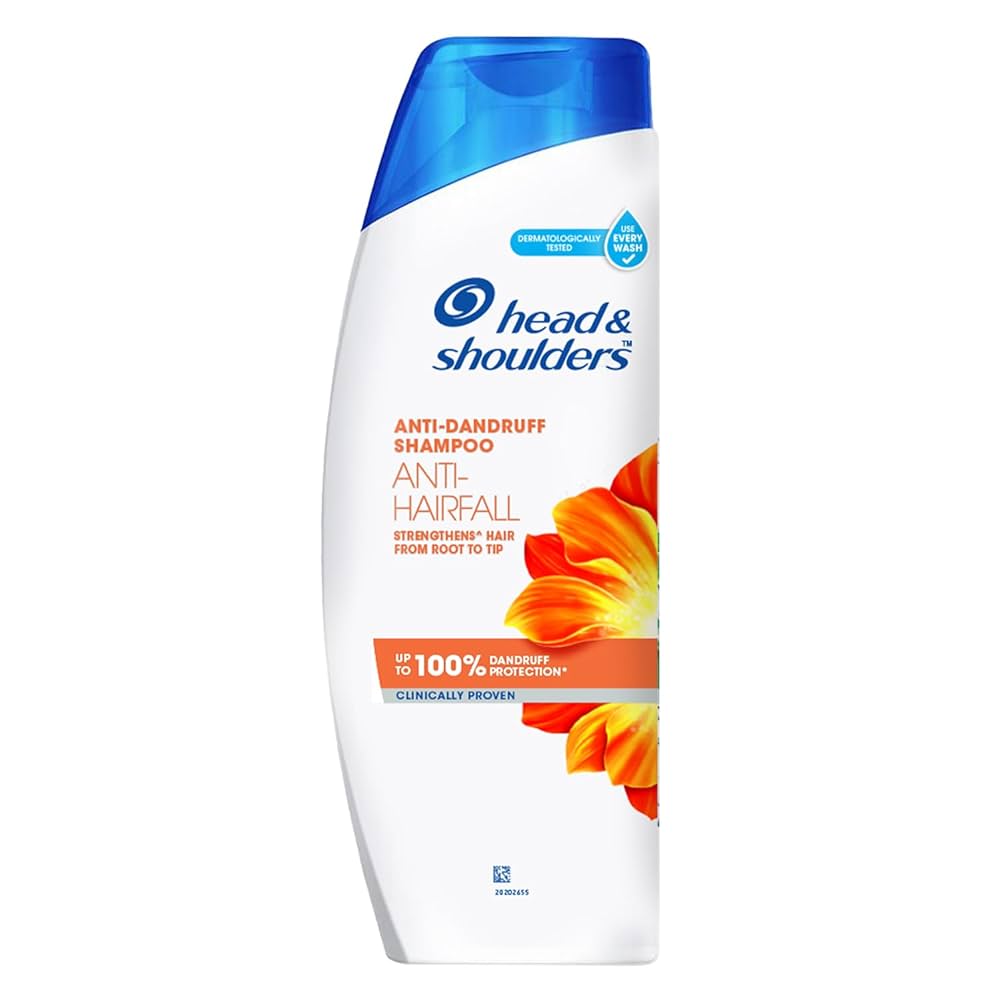 DERMATOLOGICALLY
TESTED
USE
EVERY
WASH
head &
shoulders™
ANTI-DANDRUFF
SHAMPOO
ANTI-
HAIRFALL
STRENGTHENS^ HAIR
FROM ROOT TO TIP
UP TO 100% DANDRUFF PROTECTION*
CLINICALLY PROVEN
20202655